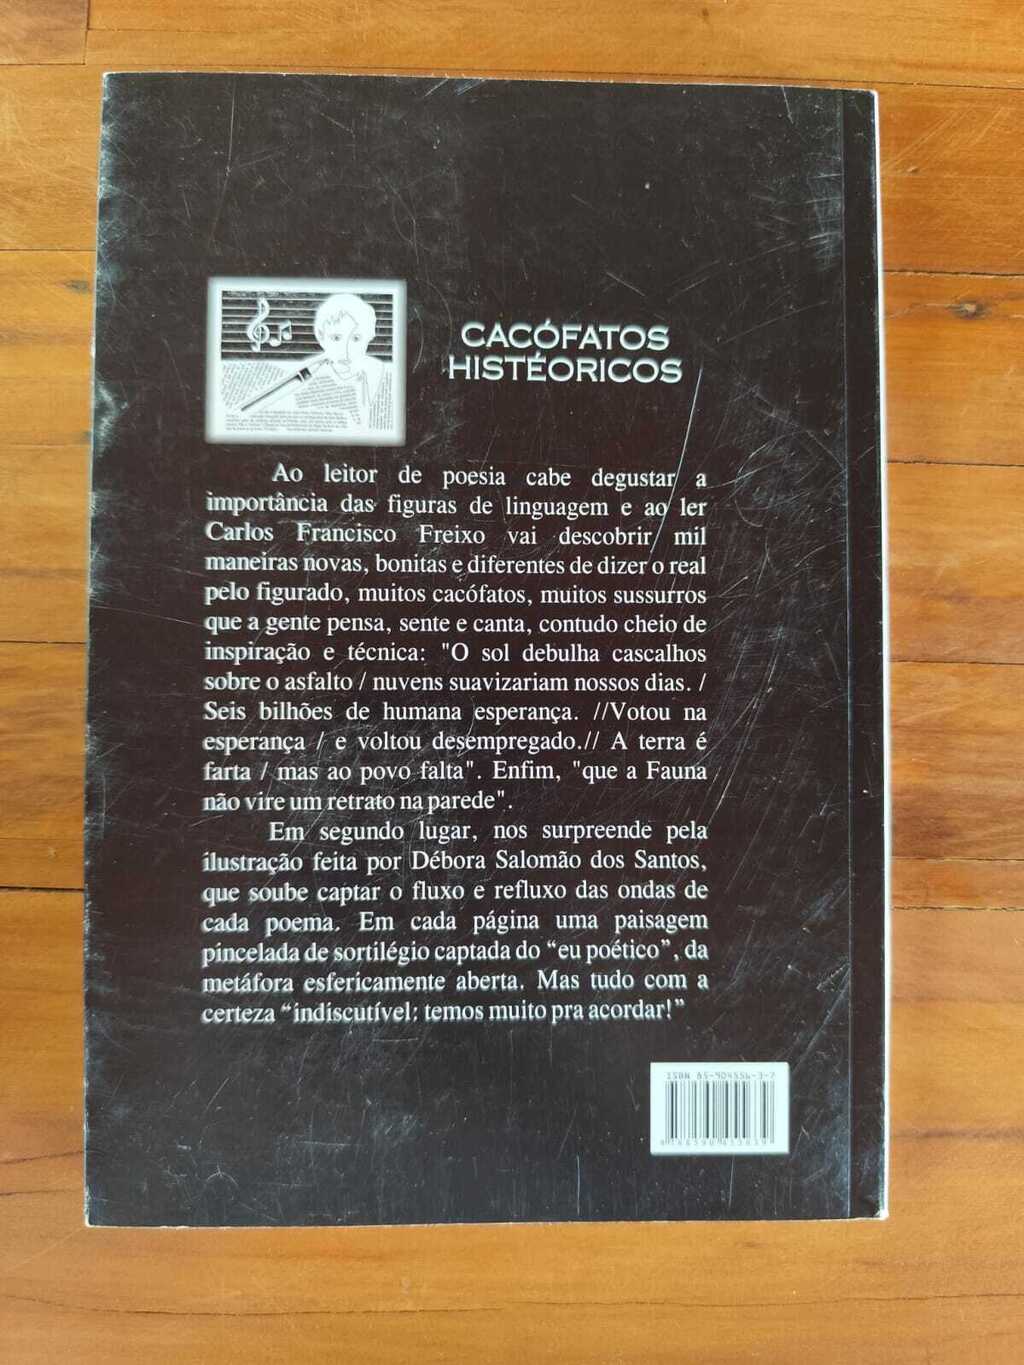 CACÓFATOS
HISTÉORICOS
Ao leitor de poesia cabe degustar a
importância das figuras de linguagem e ao ler
Carlos Francisco Freixo vai descobrir mil
maneiras novas, bonitas e diferentes de dizer o real
pelo figurado, muitos cacófatos, muitos sussurros
que a gente pensa, sente e canta, contudo cheio de
inspiração e técnica: "O sol debulha cascalhos
sobre o asfalto / nuvens suavizariam nossos dias. /
Seis bilhões de humana esperança. //Votou na
esperança / e voltou desempregado.// A terra é
farta / mas ao povo falta". Enfim, "que a Fauna
não vire um retrato na parede".
Em segundo lugar, nos surpreende pela
ilustração feita por Débora Salomão dos Santos,
que soube captar o fluxo e refluxo das ondas de
cada poema. Em cada página uma paisagem
pincelada de sortilégio captada do “eu poético”, da
metáfora esfericamente aberta. Mas tudo com a
certeza “indiscutível: temos muito pra acordar!”
ISBN 85-904556-3-7